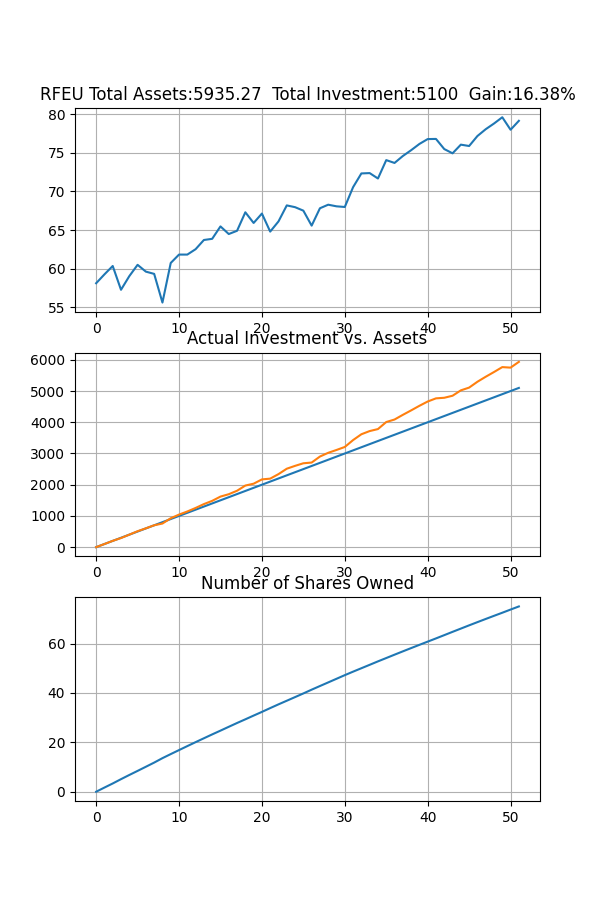 RFEU Total Assets:5935.27  Total Investment:5100  Gain:16.38%
80
75
70
65
60
55
0 10 20 30 40 50
Actual Investment vs. Assets
6000
5000
4000
3000
2000
1000
0
0 10 20 30 40 50
Number of Shares Owned
60
40
20
0
0 10 20 30 40 50